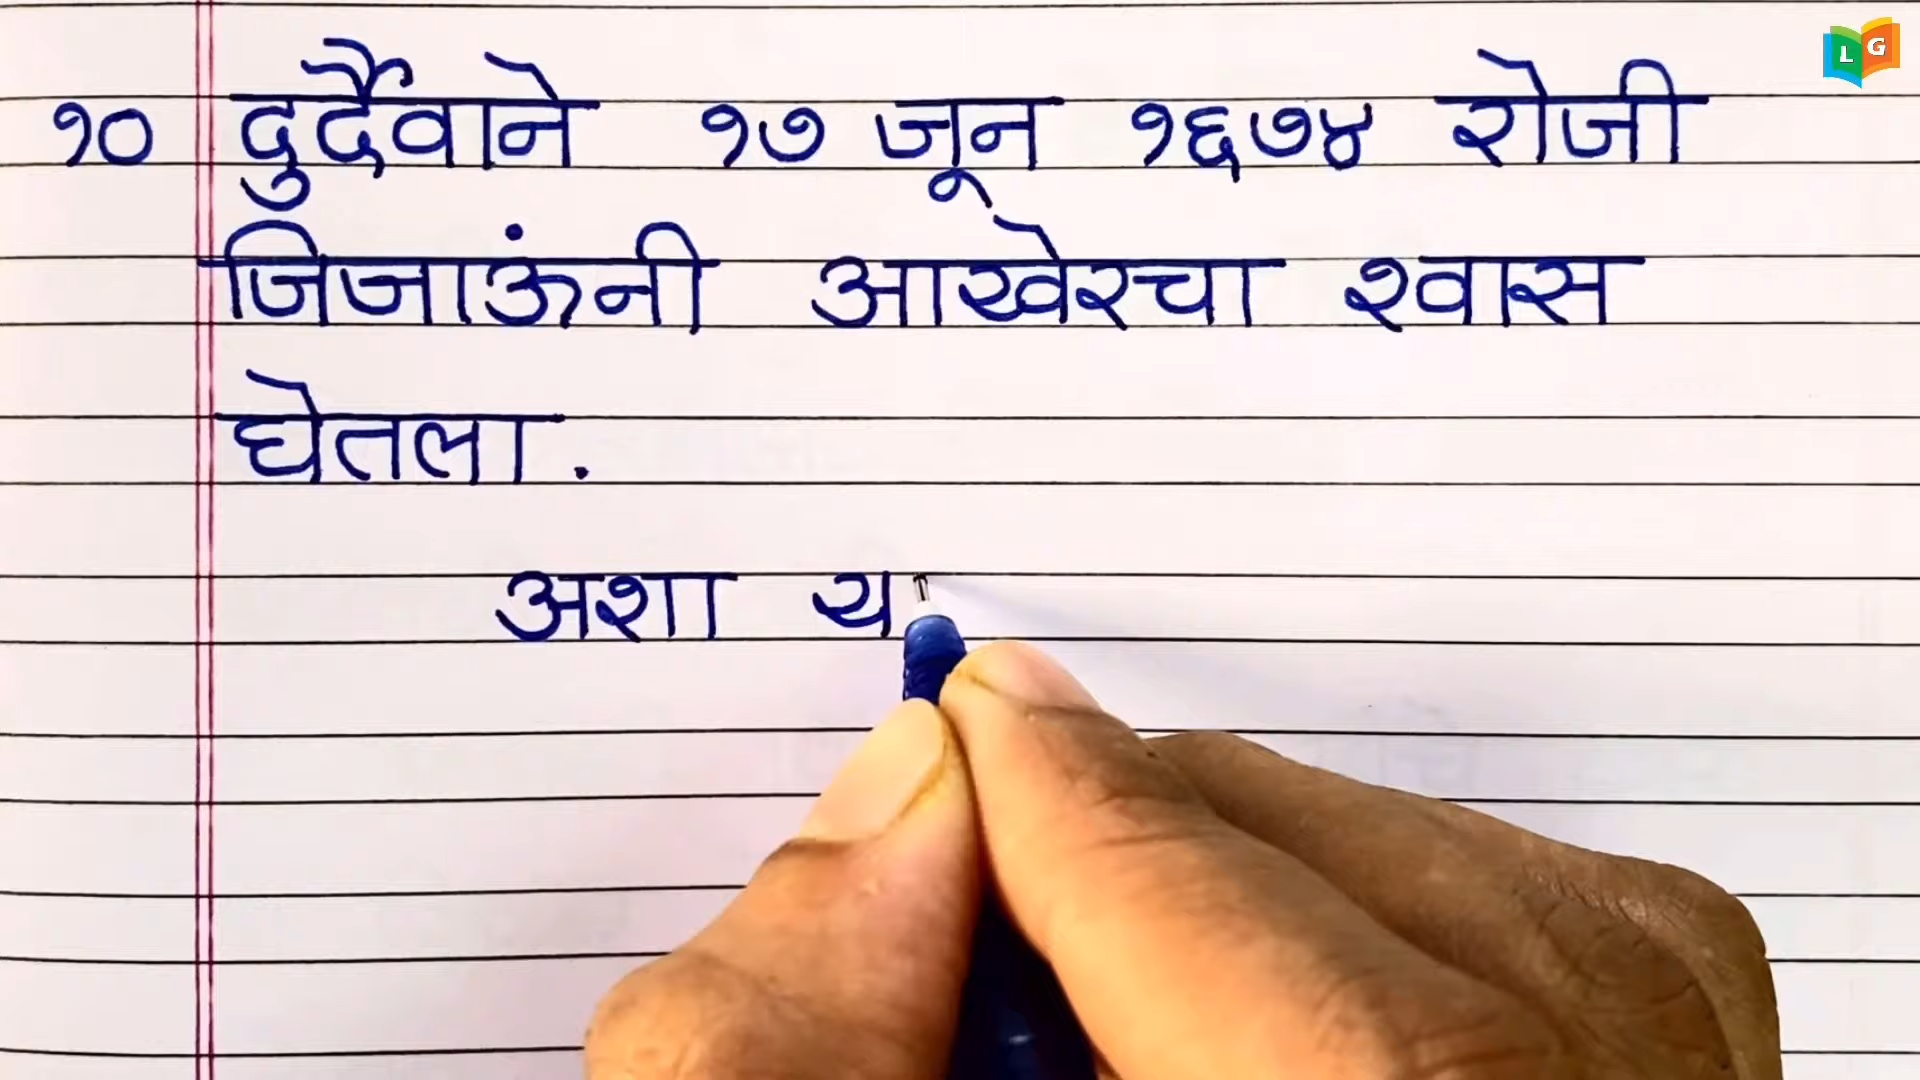 L G
१० दुर्दैवाने १७ जून १६७४ रोजी
जिजाऊंनी आखेरचा श्वास
घेतला.
अशा य